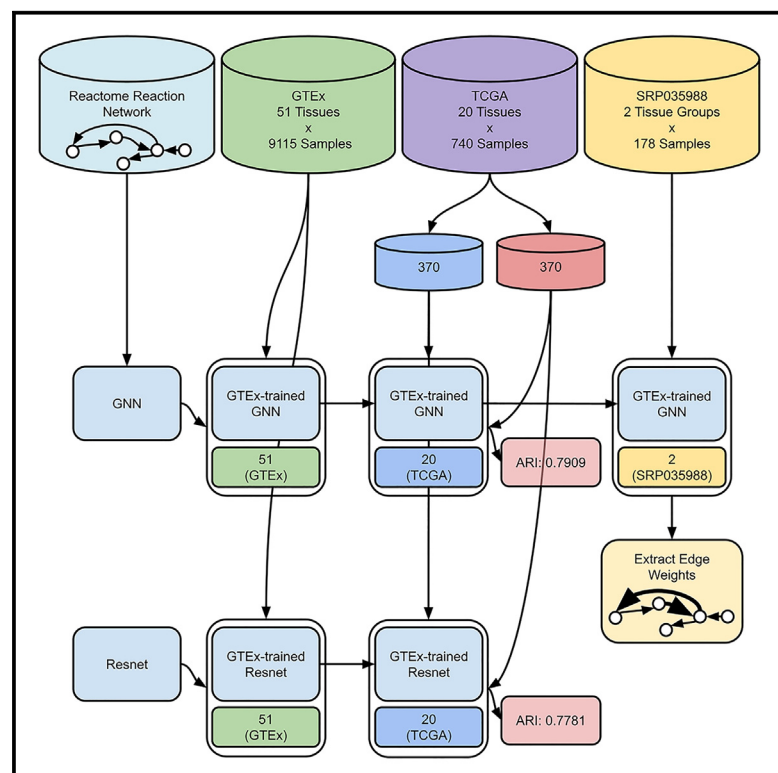 Reactome Reaction
Network
GTEx
51 Tissues
x
9115 Samples
TCGA
20 Tissues
x
740 Samples
SRP035988
2 Tissue Groups
x
178 Samples
370
370
GNN
GTEx-trained
GNN
51
(GTEx)
GTEx-trained
GNN
20
(TCGA)
ARI: 0.7909
GTEx-trained
GNN
2
(SRP035988)
Extract Edge
Weights
Resnet
GTEx-trained
Resnet
51
(GTEx)
GTEx-trained
Resnet
20
(TCGA)
ARI: 0.7781